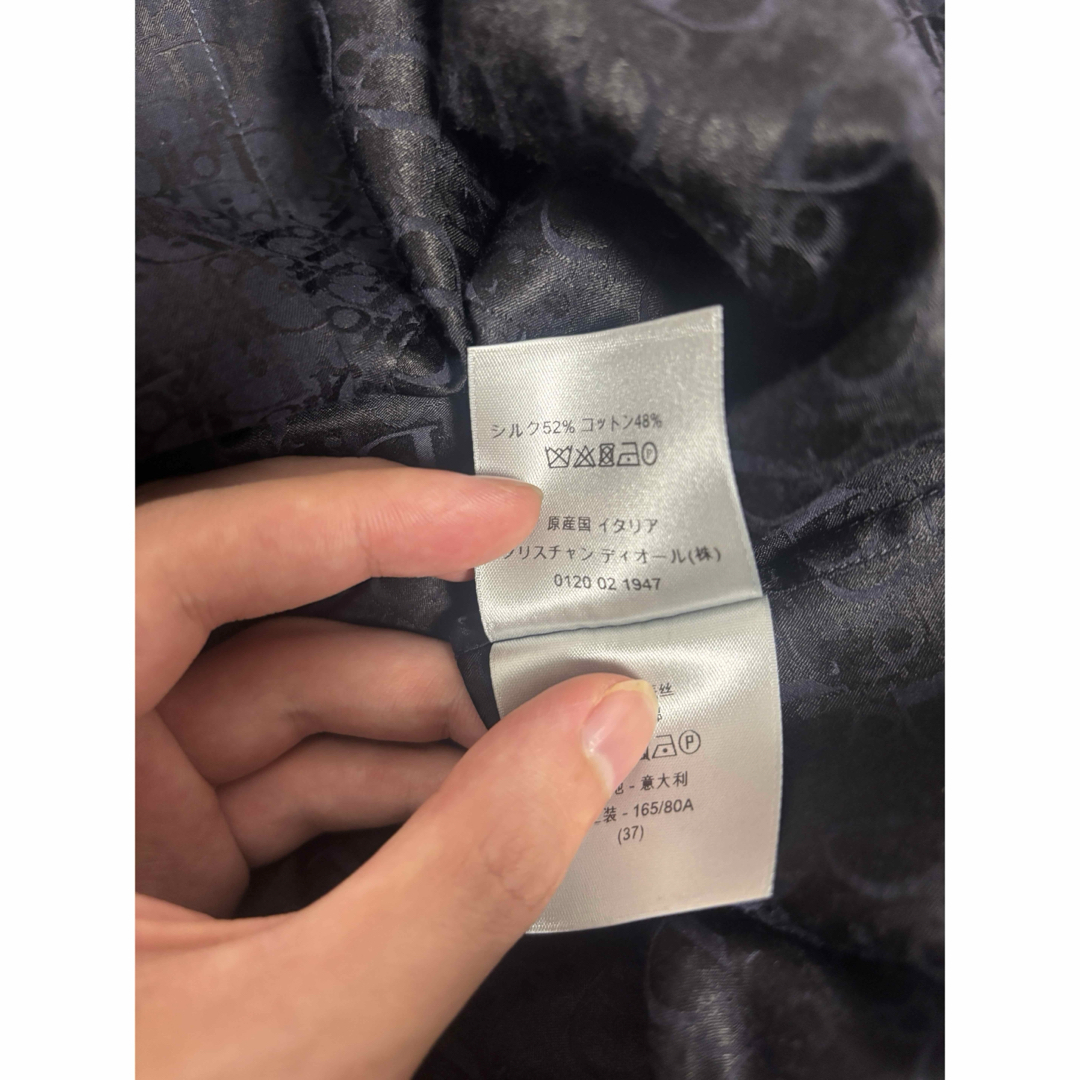 シルク52% コットン48%
原産国 イタリア
リスチャン ディオール(株)
0120 02 1947
丝
- 意大利
装 - 165/80A
(37)